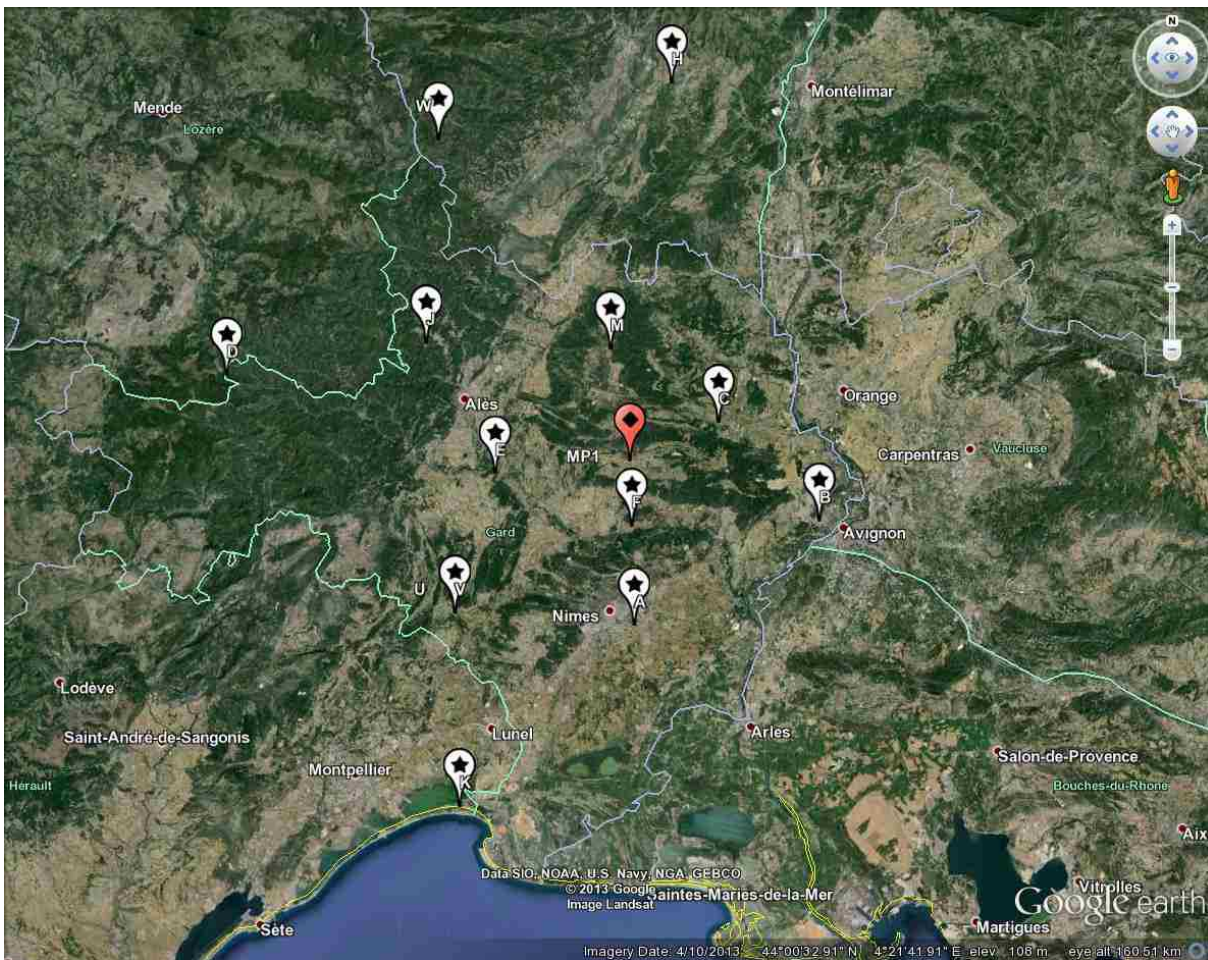 N
H
Montélimar
W
Mende
Lozère
J
M
D
C
Orange
Alès
E
MP1
Carpentras
Vaucluse
F
B
Gard
Avignon
U
V
A
Nimes
Lodève
Saint-André-de-Sangonis
Lunel
Arles
Montpellier
Salon-de-Provence
K
Hérault
Bouches-du-Rhone
Aix
Data SIO, NOAA, U.S. Navy, NGA, GEBCO
© 2013 Google
Image Landsat
Saintes-Maries-de-la-Mer
Vitrolles
Google earth
Sète
Martigues
Imagery Date: 4/10/2013 44°00'32.91" N 4°21'41.91" E elev 106 m eye alt 160.51 km